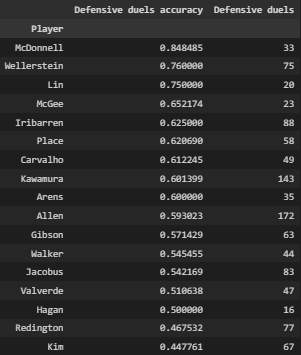 Defensive duels accuracy Defensive duels
Player
McDonnell 0.848485 33
Wellerstein 0.760000 75
Lin 0.750000 20
McGee 0.652174 23
Iribarren 0.625000 88
Place 0.620690 58
Carvalho 0.612245 49
Kawamura 0.601399 143
Arens 0.600000 35
Allen 0.593023 172
Gibson 0.571429 63
Walker 0.545455 44
Jacobus 0.542169 83
Valverde 0.510638 47
Hagan 0.500000 16
Redington 0.467532 77
Kim 0.447761 67